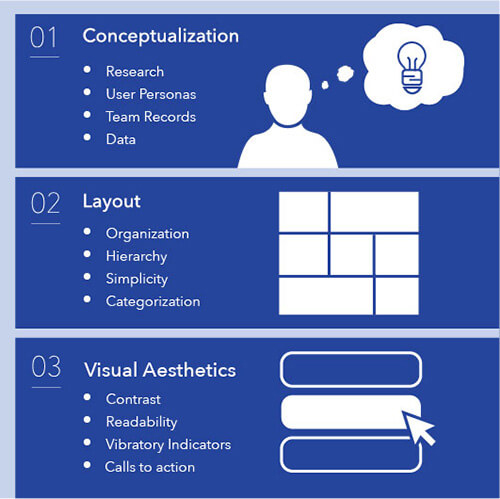 01 Conceptualization
Research
User Personas
Team Records
Data
02 Layout
Organization
Hierarchy
Simplicity
Categorization
03 Visual Aesthetics
Contrast
Readability
Vibratory Indicators
Calls to action